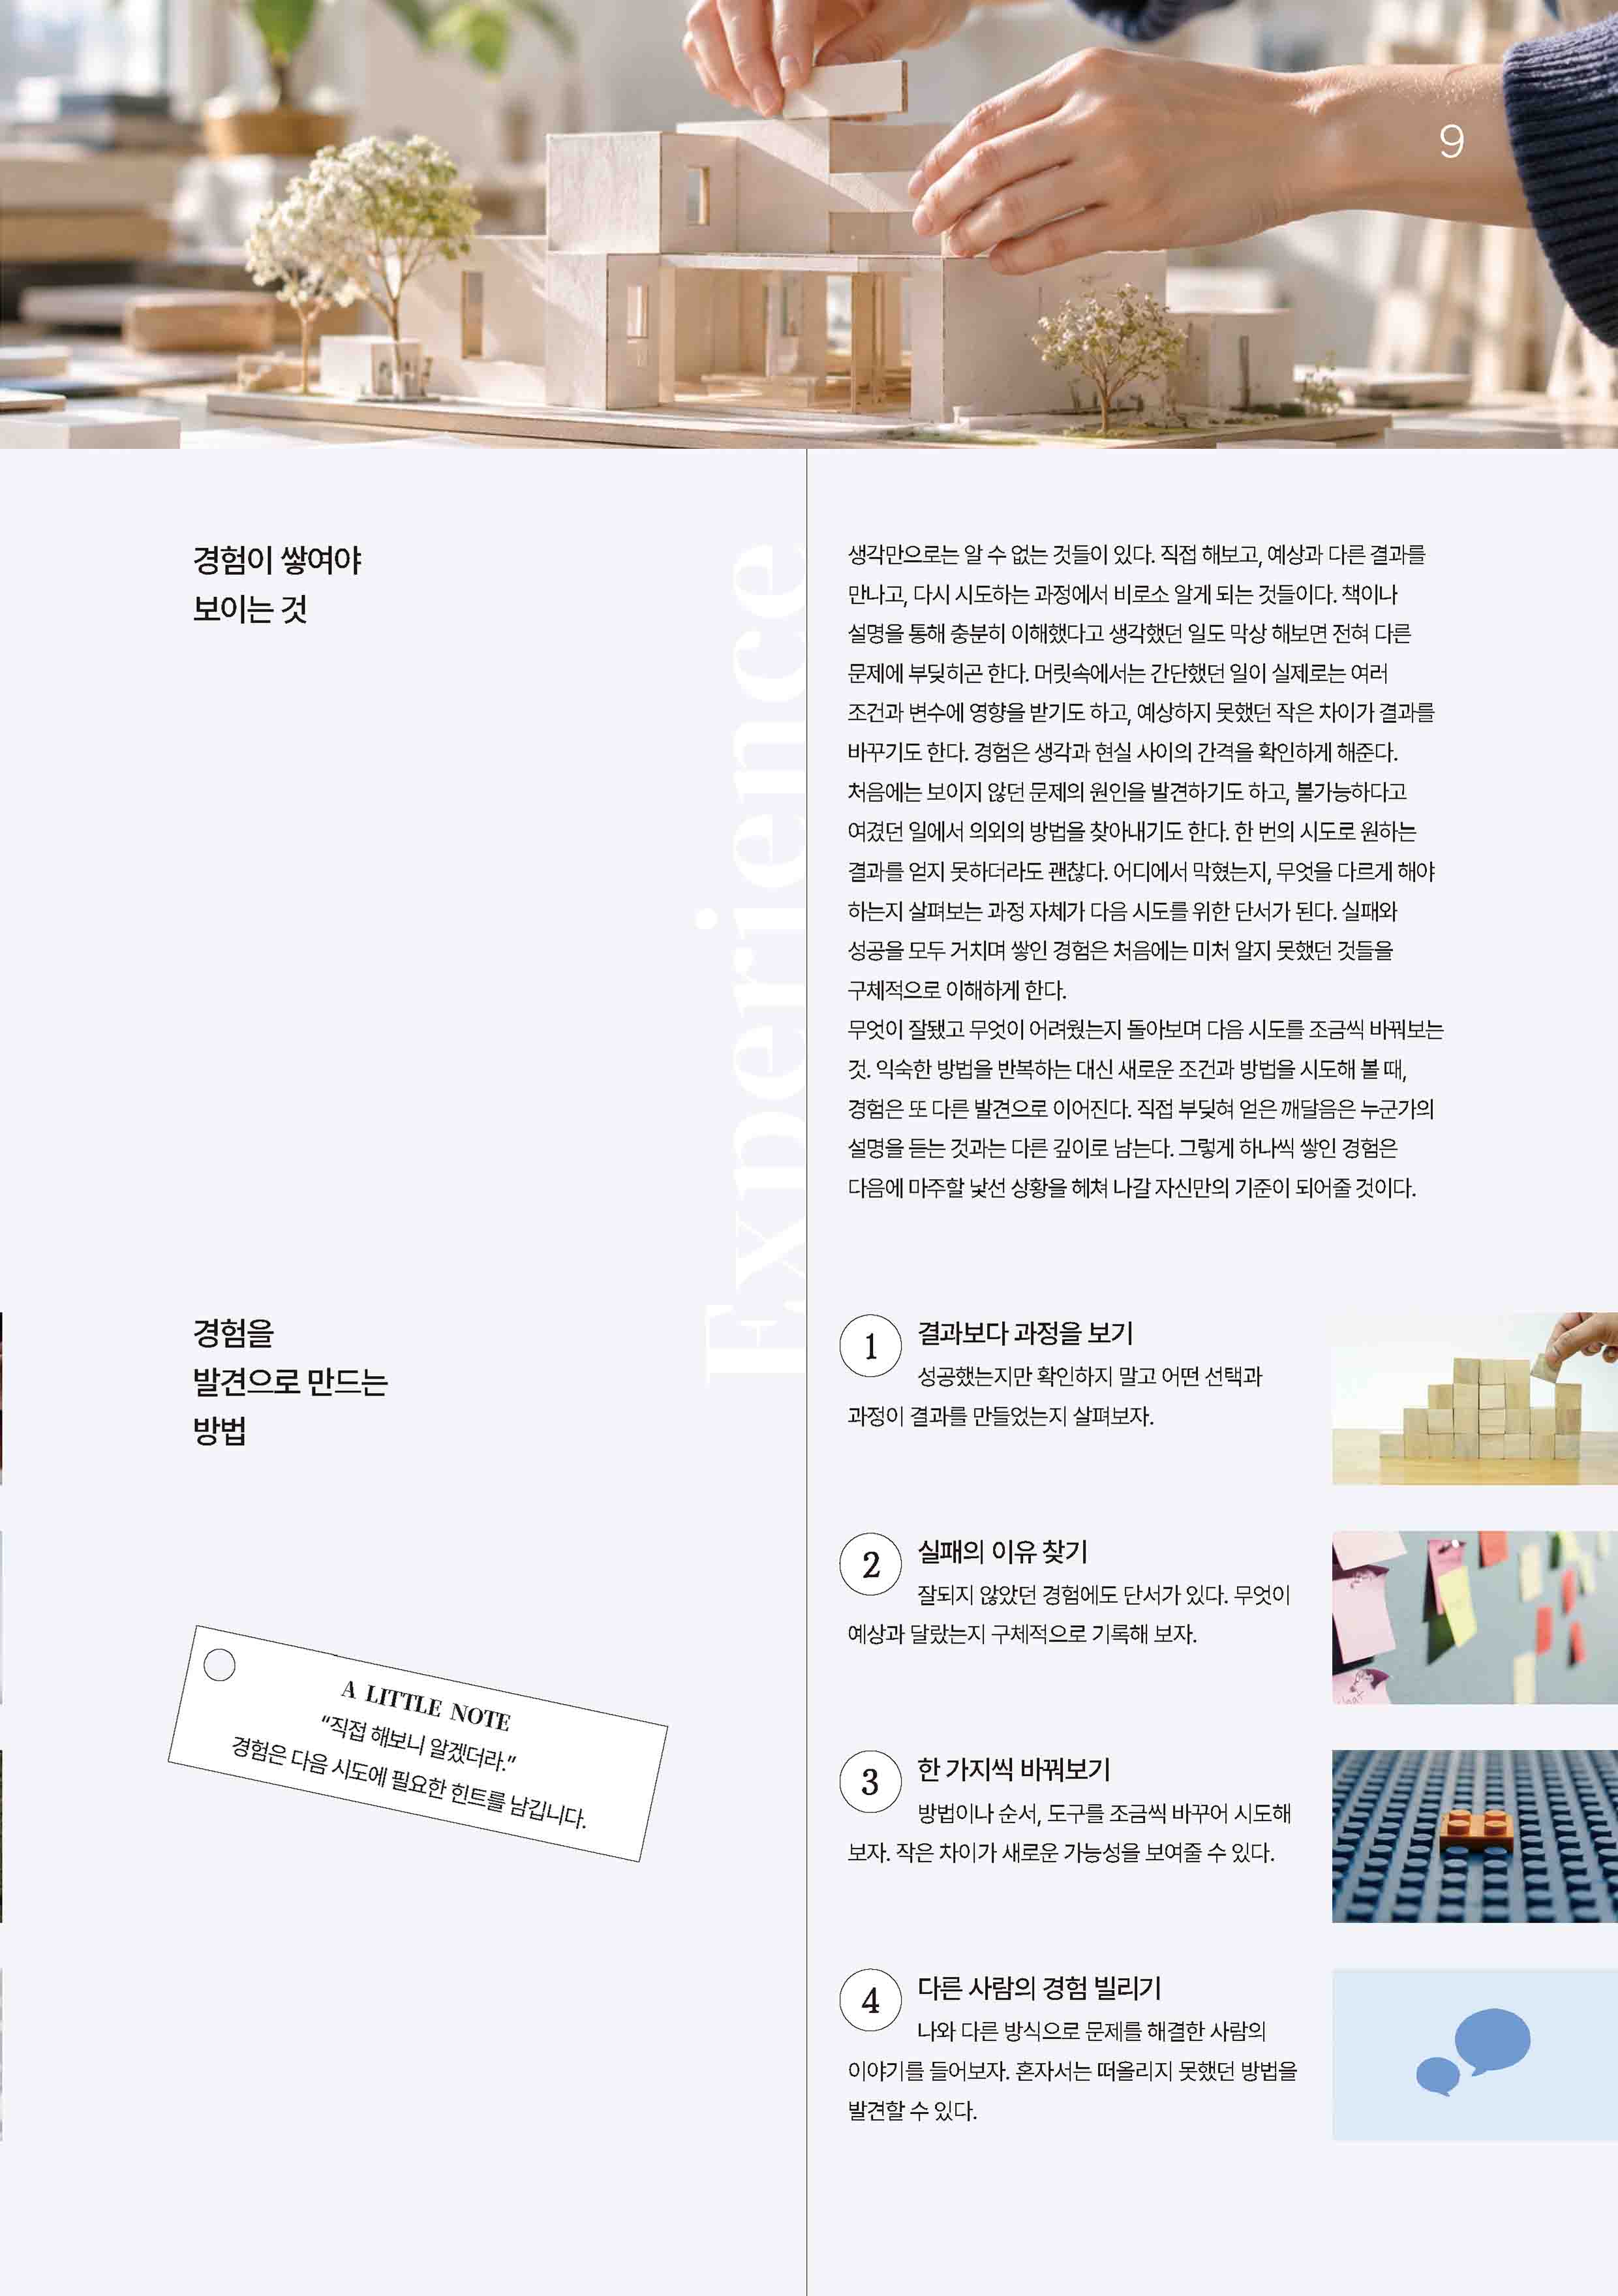 9
경험이 쌓여야
보이는 것
Experience
생각만으로는 알 수 없는 것들이 있다. 직접 해보고, 예상과 다른 결과를
만나고, 다시 시도하는 과정에서 비로소 알게 되는 것들이다. 책이나
설명을 통해 충분히 이해했다고 생각했던 일도 막상 해보면 전혀 다른
문제에 부딪히곤 한다. 머릿속에서는 간단했던 일이 실제로는 여러
조건과 변수에 영향을 받기도 하고, 예상하지 못했던 작은 차이가 결과를
바꾸기도 한다. 경험은 생각과 현실 사이의 간격을 확인하게 해준다.
처음에는 보이지 않던 문제의 원인을 발견하기도 하고, 불가능하다고
여겼던 일에서 의외의 방법을 찾아내기도 한다. 한 번의 시도로 원하는
결과를 얻지 못하더라도 괜찮다. 어디에서 막혔는지, 무엇을 다르게 해야
하는지 살펴보는 과정 자체가 다음 시도를 위한 단서가 된다. 실패와
성공을 모두 거치며 쌓인 경험은 처음에는 미처 알지 못했던 것들을
구체적으로 이해하게 한다.
무엇이 잘됐고 무엇이 어려웠는지 돌아보며 다음 시도를 조금씩 바꿔보는
것. 익숙한 방법을 반복하는 대신 새로운 조건과 방법을 시도해 볼 때,
경험은 또 다른 발견으로 이어진다. 직접 부딪혀 얻은 깨달음은 누군가의
설명을 듣는 것과는 다른 깊이로 남는다. 그렇게 하나씩 쌓인 경험은
다음에 마주할 낯선 상황을 헤쳐 나갈 자신만의 기준이 되어줄 것이다.
경험을
발견으로 만드는
방법
A LITTLE NOTE
“직접 해보니 알겠더라.”
경험은 다음 시도에 필요한 힌트를 남깁니다.
1 결과보다 과정을 보기
성공했는지만 확인하지 말고 어떤 선택과
과정이 결과를 만들었는지 살펴보자.
2 실패의 이유 찾기
잘되지 않았던 경험에도 단서가 있다. 무엇이
예상과 달랐는지 구체적으로 기록해 보자.
3 한 가지씩 바꿔보기
방법이나 순서, 도구를 조금씩 바꾸어 시도해
보자. 작은 차이가 새로운 가능성을 보여줄 수 있다.
4 다른 사람의 경험 빌리기
나와 다른 방식으로 문제를 해결한 사람의
이야기를 들어보자. 혼자서는 떠올리지 못했던 방법을
발견할 수 있다.